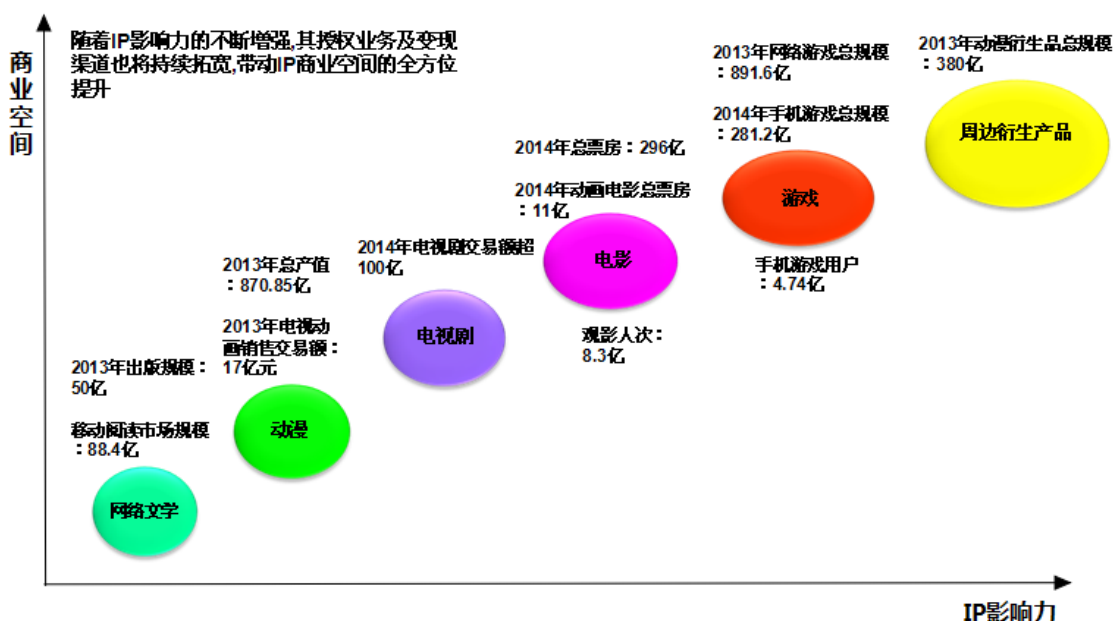 随着IP影响力的不断增强,其授权业务及变现
渠道也将持续拓宽,带动IP商业空间的全方位
提升
商业空间
2013年出版规模：
50亿
移动阅读市场规模
：88.4亿
网络文学
2013年总产值
：870.85亿
2013年电视动
画销售交易额：
17亿元
动漫
2014年电视剧交易额超
100亿
电视剧
2014年总票房：296亿
2014年动画电影总票房
：11亿
电影
观影人次：
8.3亿
2013年网络游戏总规模
：891.6亿
2014年手机游戏总规模
：281.2亿
游戏
手机游戏用户
：4.74亿
2013年动漫衍生品总规模
：380亿
周边衍生产品
IP影响力